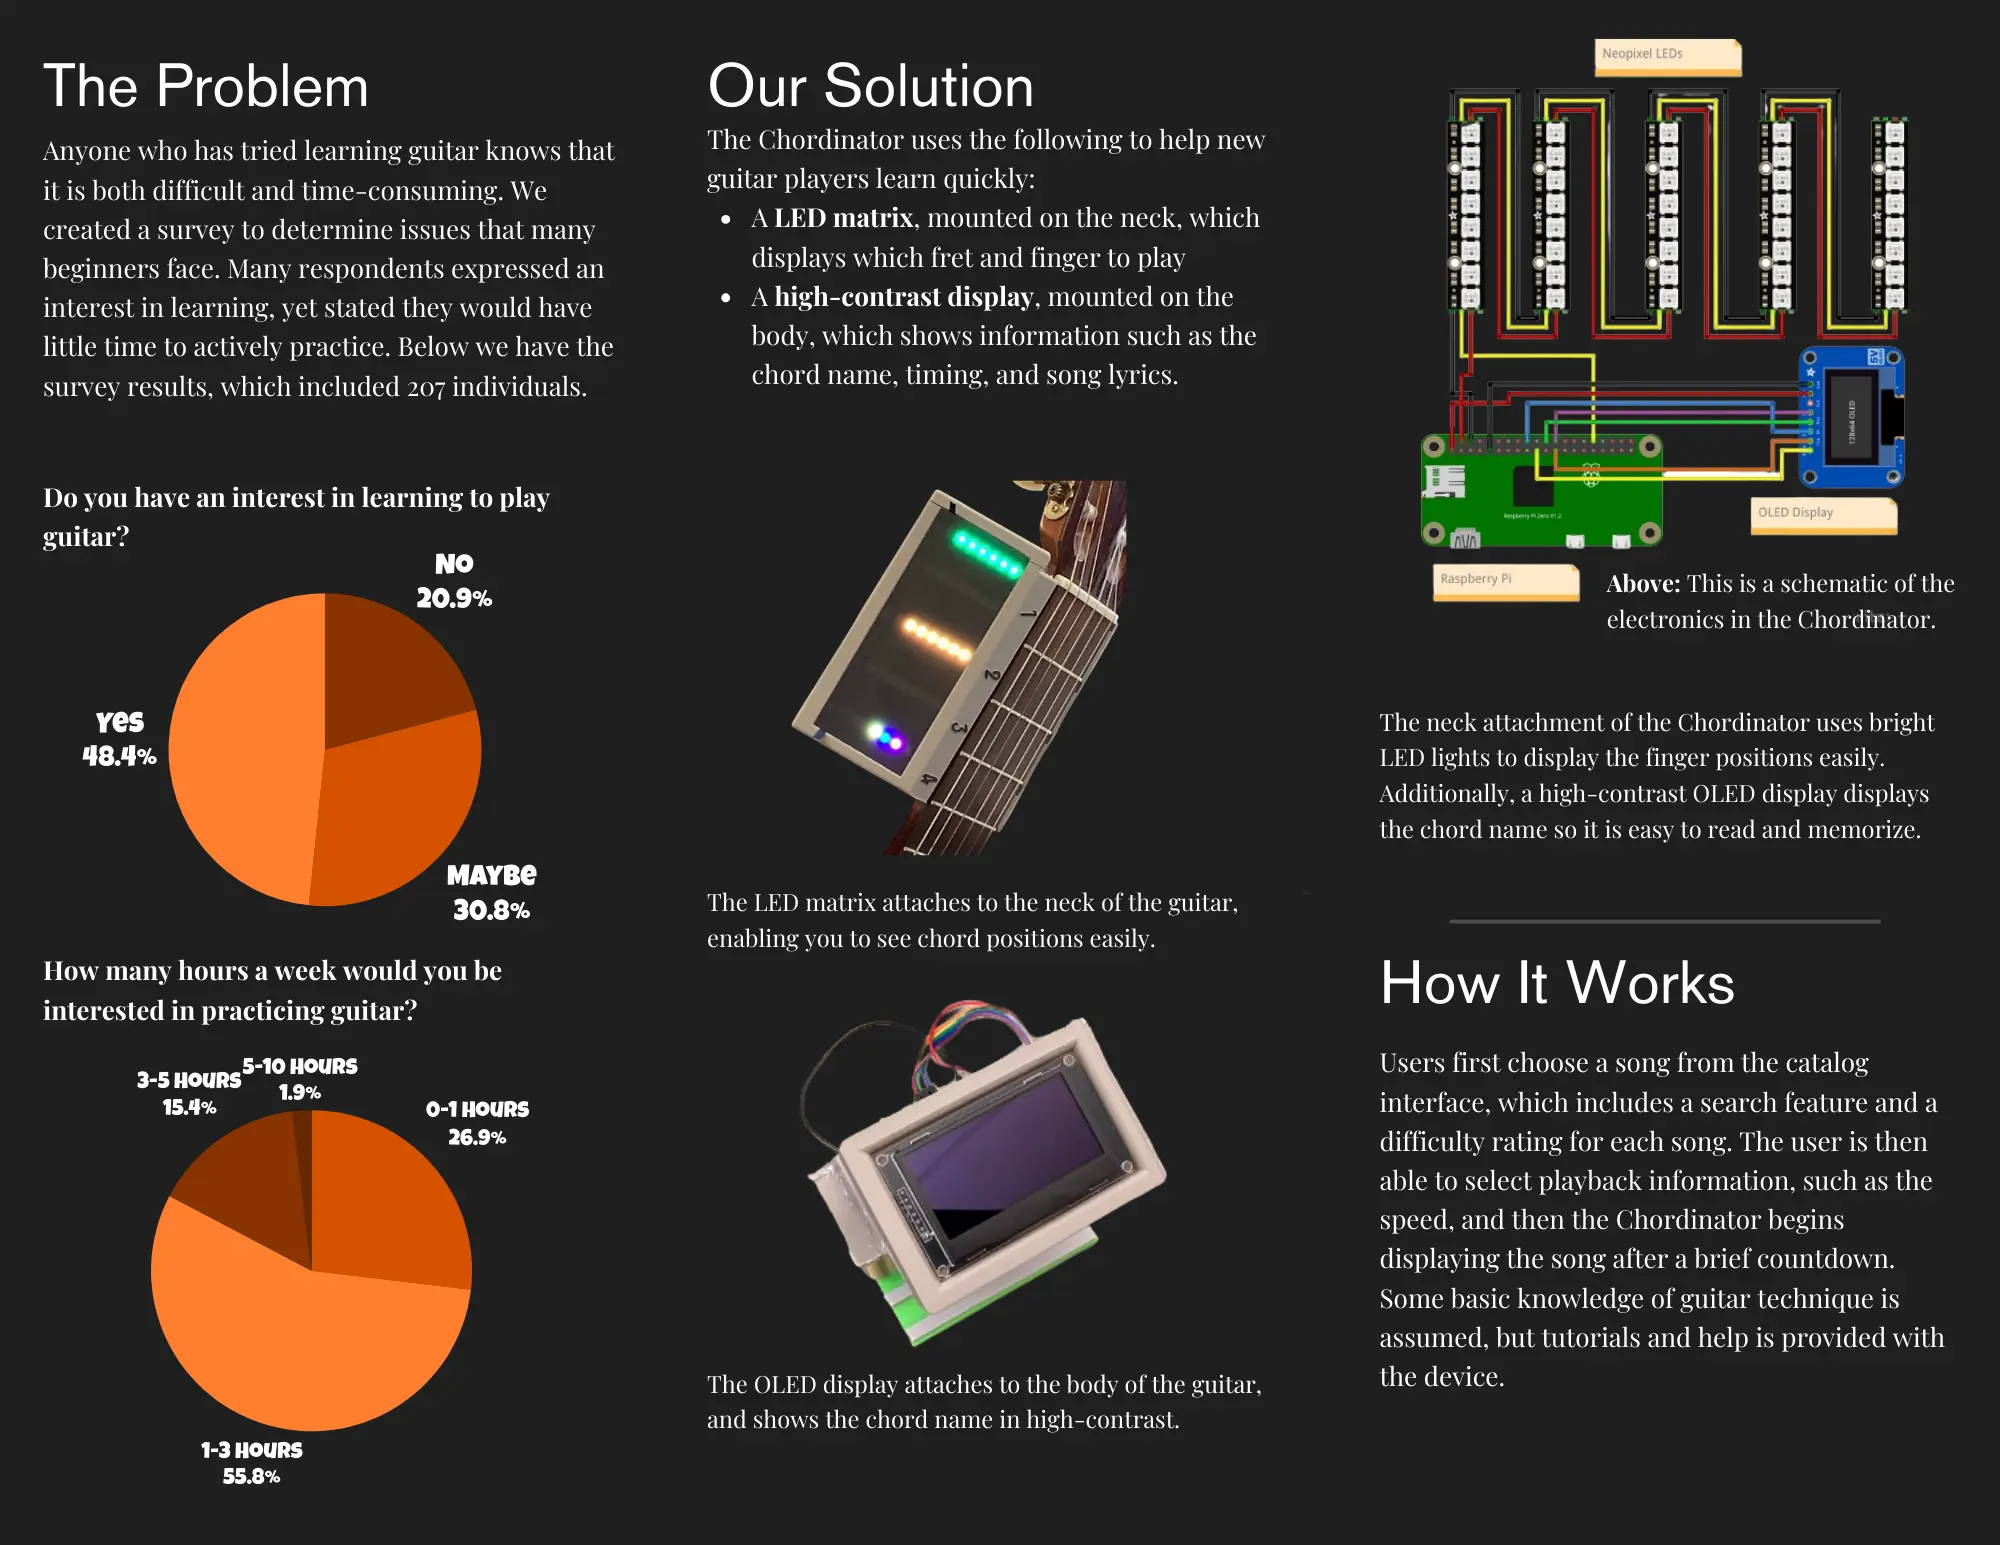 The Problem
Anyone who has tried learning guitar knows that
it is both difficult and time-consuming. We
created a survey to determine issues that many
beginners face. Many respondents expressed an
interest in learning, yet stated they would have
little time to actively practice. Below we have the
survey results, which included 207 individuals.
Do you have an interest in learning to play
guitar?
No
20.9%
Yes
48.4%
Maybe
30.8%
How many hours a week would you be
interested in practicing guitar?
3-5 hours
15.4%
5-10 hours
1.9%
0-1 hours
26.9%
1-3 hours
55.8%
Our Solution
The Chordinator uses the following to help new
guitar players learn quickly:
• A LED matrix, mounted on the neck, which
displays which fret and finger to play
• A high-contrast display, mounted on the
body, which shows information such as the
chord name, timing, and song lyrics.
1
2
3
4
The LED matrix attaches to the neck of the guitar,
enabling you to see chord positions easily.
The OLED display attaches to the body of the guitar,
and shows the chord name in high-contrast.
Neopixel LEDs
128x64 OLED
Raspberry Pi Zero V1.2
OLED Display
Raspberry Pi
Above: This is a schematic of the
electronics in the Chordinator.
The neck attachment of the Chordinator uses bright
LED lights to display the finger positions easily.
Additionally, a high-contrast OLED display displays
the chord name so it is easy to read and memorize.
How It Works
Users first choose a song from the catalog
interface, which includes a search feature and a
difficulty rating for each song. The user is then
able to select playback information, such as the
speed, and then the Chordinator begins
displaying the song after a brief countdown.
Some basic knowledge of guitar technique is
assumed, but tutorials and help is provided with
the device.